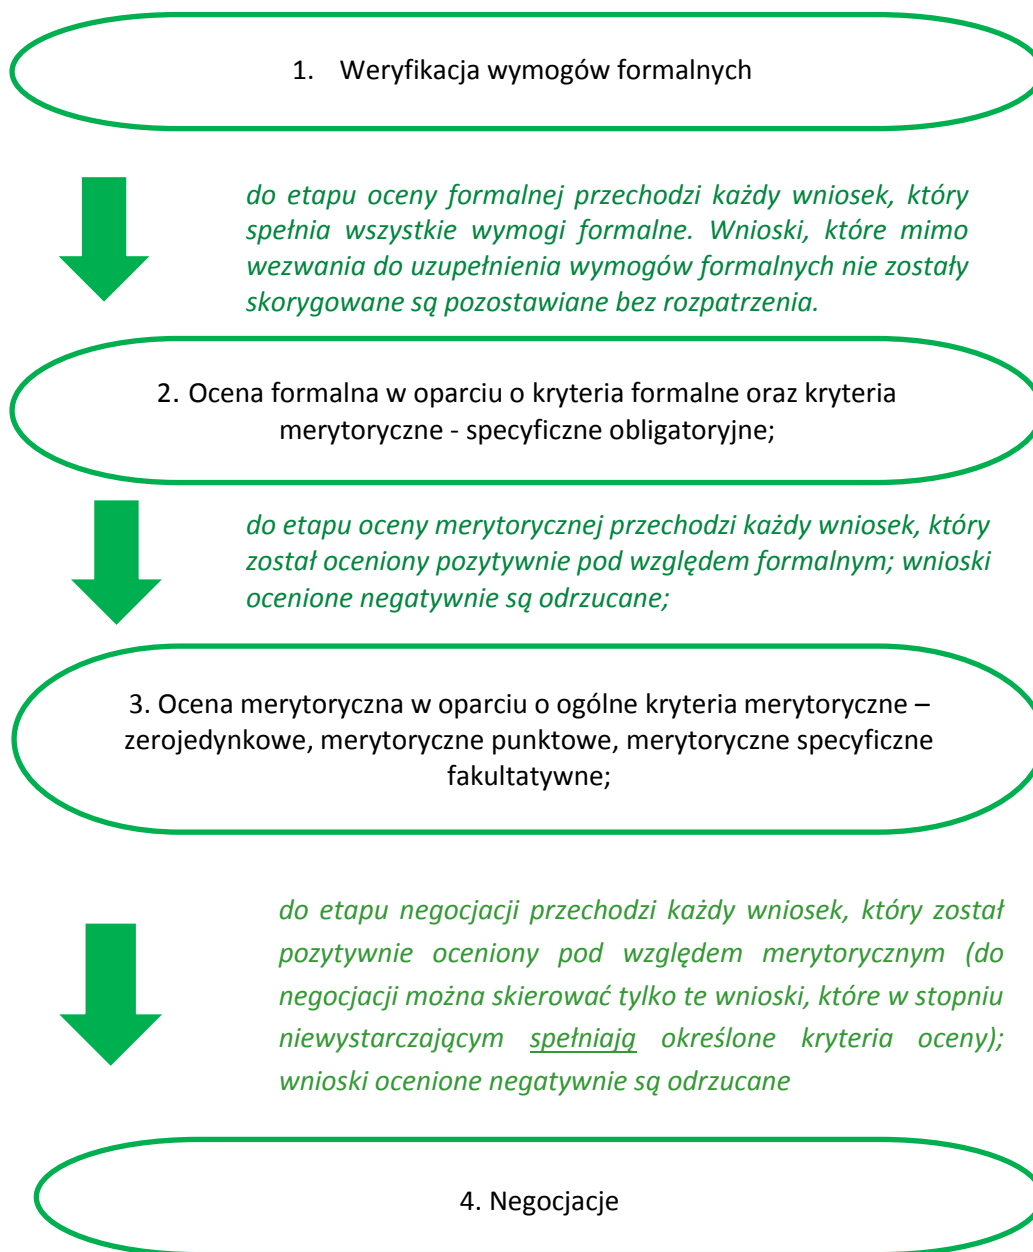 1. Weryfikacja wymogów formalnych
do etapu oceny formalnej przechodzi każdy wniosek, który
spełnia wszystkie wymogi formalne. Wnioski, które mimo
wezwania do uzupełnienia wymogów formalnych nie zostały
skorygowane są pozostawiane bez rozpatrzenia.
2. Ocena formalna w oparciu o kryteria formalne oraz kryteria
merytoryczne - specyficzne obligatoryjne;
do etapu oceny merytorycznej przechodzi każdy wniosek, który
został oceniony pozytywnie pod względem formalnym; wnioski
ocenione negatywnie są odrzucane;
3. Ocena merytoryczna w oparciu o ogólne kryteria merytoryczne –
zerojedynkowe, merytoryczne punktowe, merytoryczne specyficzne
fakultatywne;
do etapu negocjacji przechodzi każdy wniosek, który został
pozytywnie oceniony pod względem merytorycznym (do
negocjacji można skierować tylko te wnioski, które w stopniu
niewystarczającym spełniają określone kryteria oceny);
wnioski ocenione negatywnie są odrzucane
4. Negocjacje